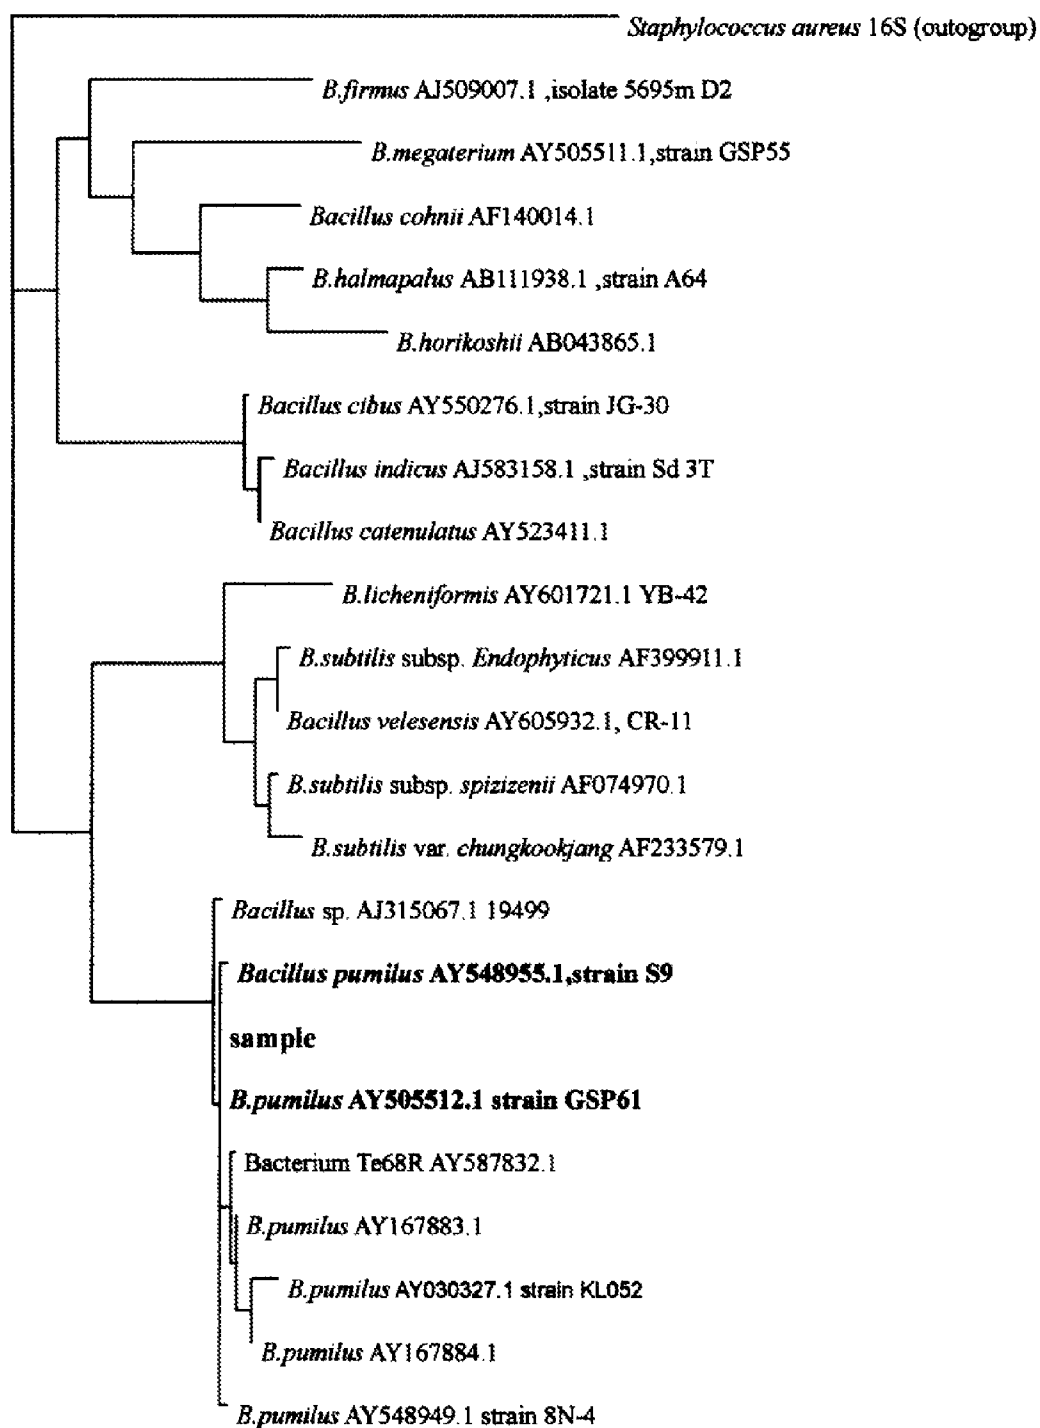 Staphylococcus aureus 16S (outogroup)
B.firmus AJ509007.1 ,isolate 5695m D2
B.megaterium AY505511.1,strain GSP55
Bacillus cohnii AF140014.1
B.halmapalus AB111938.1 ,strain A64
B.horikoshii AB043865.1
Bacillus cibus AY550276.1,strain JG-30
Bacillus indicus AJ583158.1 ,strain Sd 3T
Bacillus catenulatus AY523411.1
B.licheniformis AY601721.1 YB-42
B.subtilis subsp. Endophyticus AF399911.1
Bacillus velesensis AY605932.1, CR-11
B.subtilis subsp. spizizenii AF074970.1
B.subtilis var. chungkookjang AF233579.1
Bacillus sp. AJ315067.1 19499
Bacillus pumilus AY548955.1,strain S9
sample
B.pumilus AY505512.1 strain GSP61
Bacterium Te68R AY587832.1
B.pumilus AY167883.1
B.pumilus AY030327.1 strain KL052
B.pumilus AY167884.1
B.pumilus AY548949.1 strain 8N-4